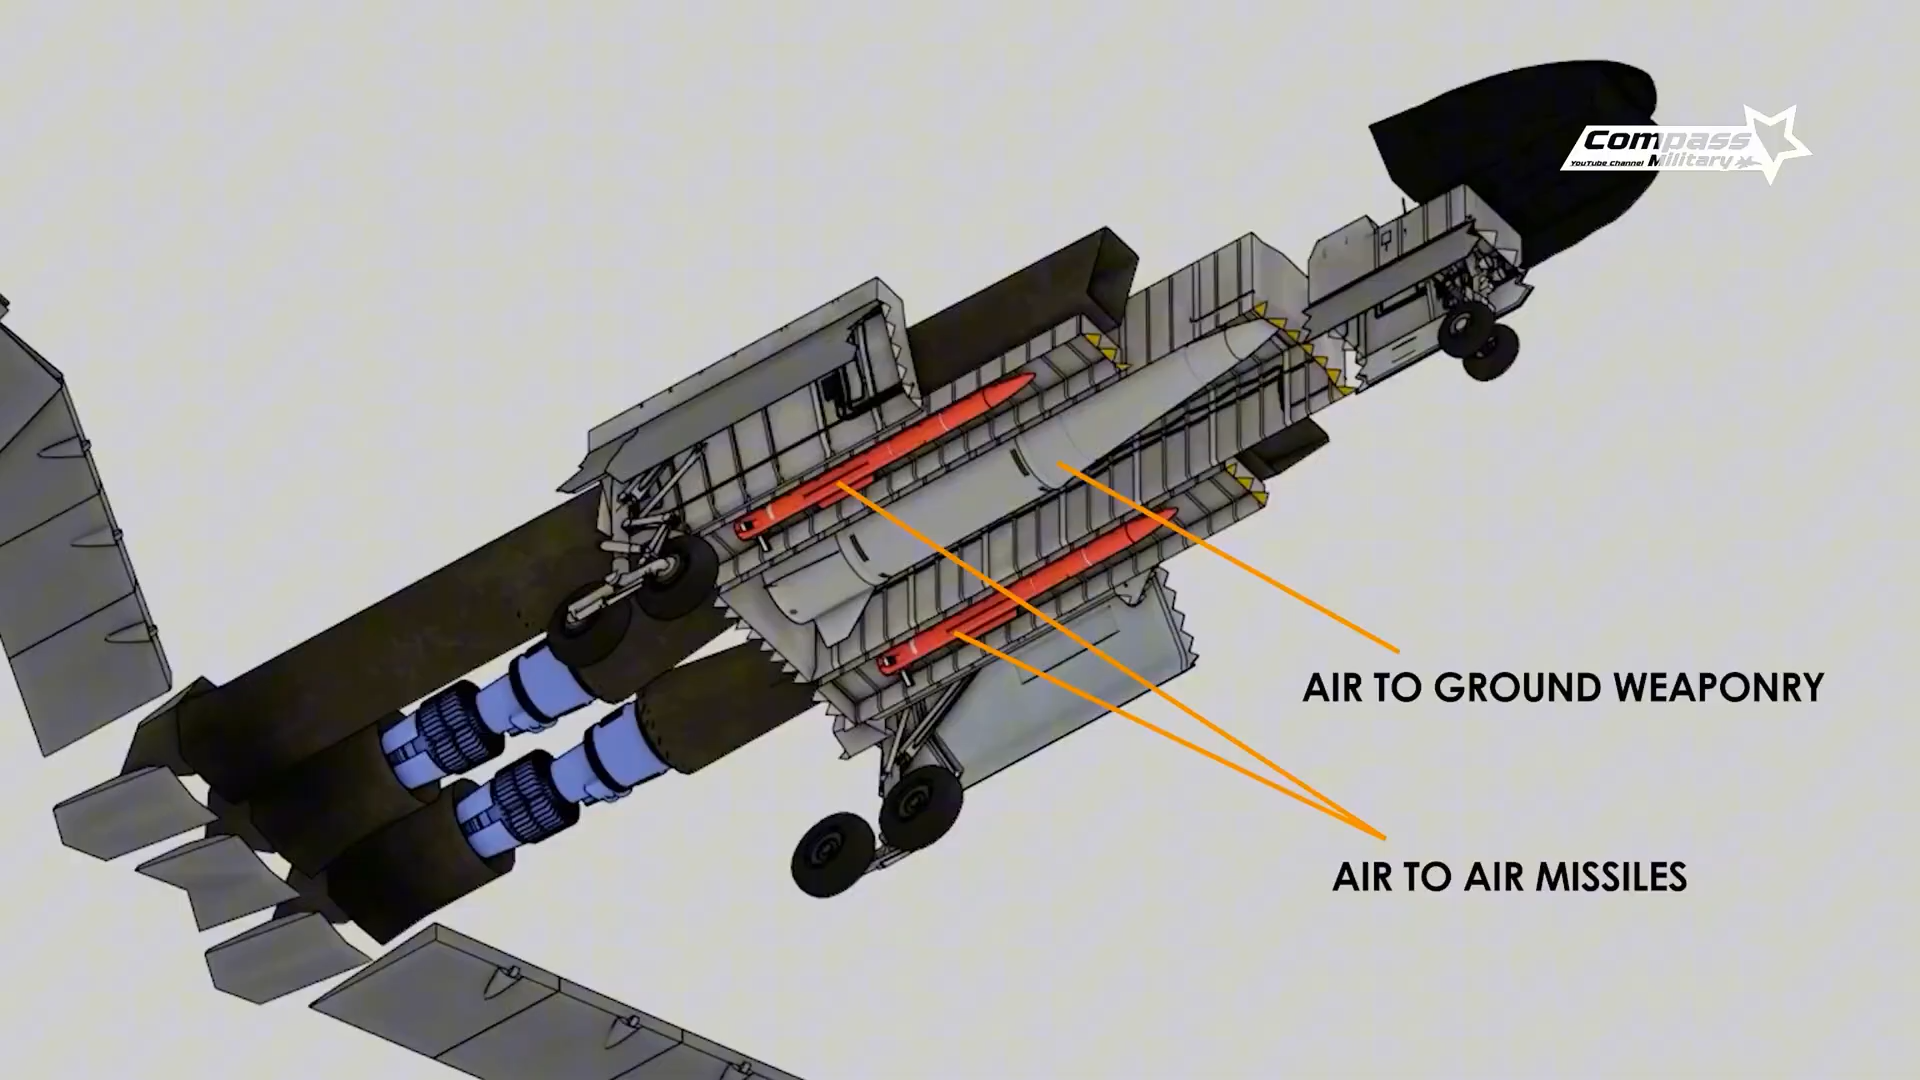 Compass
YouTube Channel Military
AIR TO GROUND WEAPONRY
AIR TO AIR MISSILES